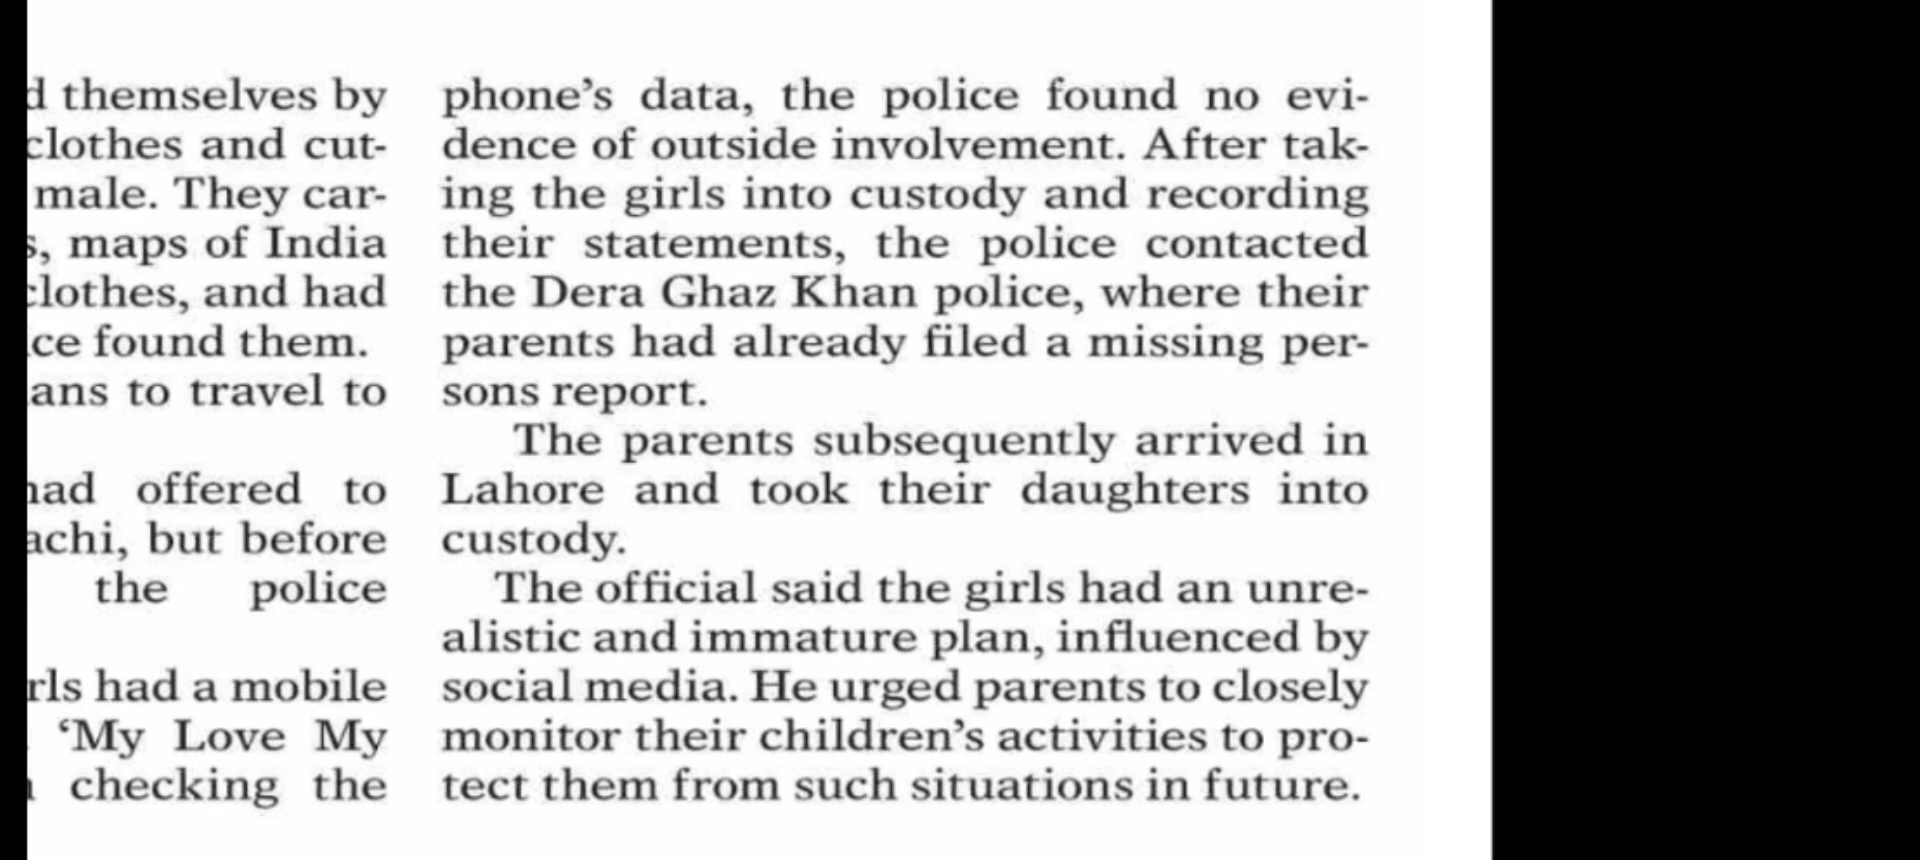 themselves by
clothes and cut-
male. They car-
maps of India
clothes, and had
found them.
to travel to
offered to
but before
the police
had a mobile
‘My Love My
checking the
phone’s data, the police found no evi-
dence of outside involvement. After tak-
ing the girls into custody and recording
their statements, the police contacted
the Dera Ghaz Khan police, where their
parents had already filed a missing per-
sons report.
The parents subsequently arrived in
Lahore and took their daughters into
custody.
The official said the girls had an unre-
alistic and immature plan, influenced by
social media. He urged parents to closely
monitor their children’s activities to pro-
tect them from such situations in future.